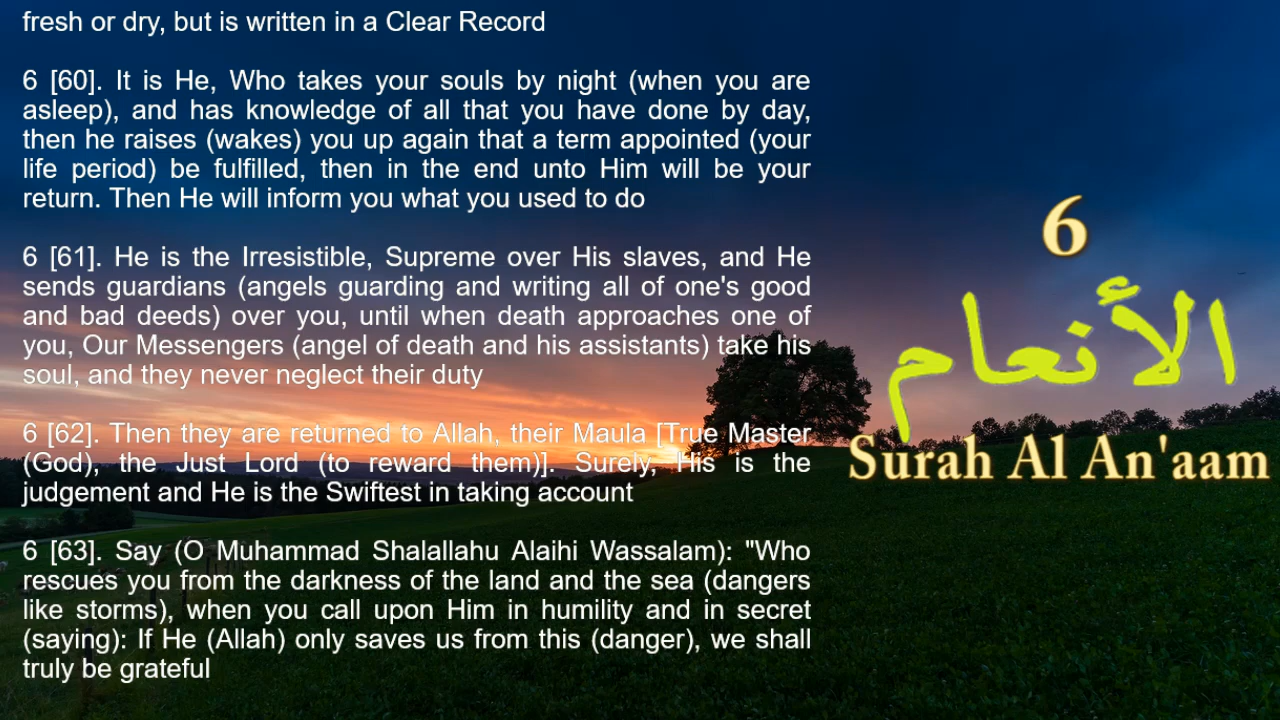 fresh or dry, but is written in a Clear Record
6 [60]. It is He, Who takes your souls by night (when you are
asleep), and has knowledge of all that you have done by day,
then he raises (wakes) you up again that a term appointed (your
life period) be fulfilled, then in the end unto Him will be your
return. Then He will inform you what you used to do
6 [61]. He is the Irresistible, Supreme over His slaves, and He
sends guardians (angels guarding and writing all of one's good
and bad deeds) over you, until when death approaches one of
you, Our Messengers (angel of death and his assistants) take his
soul, and they never neglect their duty
6 [62]. Then they are returned to Allah, their Maula [True Master
(God), the Just Lord (to reward them)]. Surely, His is the
judgement and He is the Swiftest in taking account
6 [63]. Say (O Muhammad Shalallahu Alaihi Wassalam): "Who
rescues you from the darkness of the land and the sea (dangers
like storms), when you call upon Him in humility and in secret
(saying): If He (Allah) only saves us from this (danger), we shall
truly be grateful
6
الأنعام
Surah Al An'aam